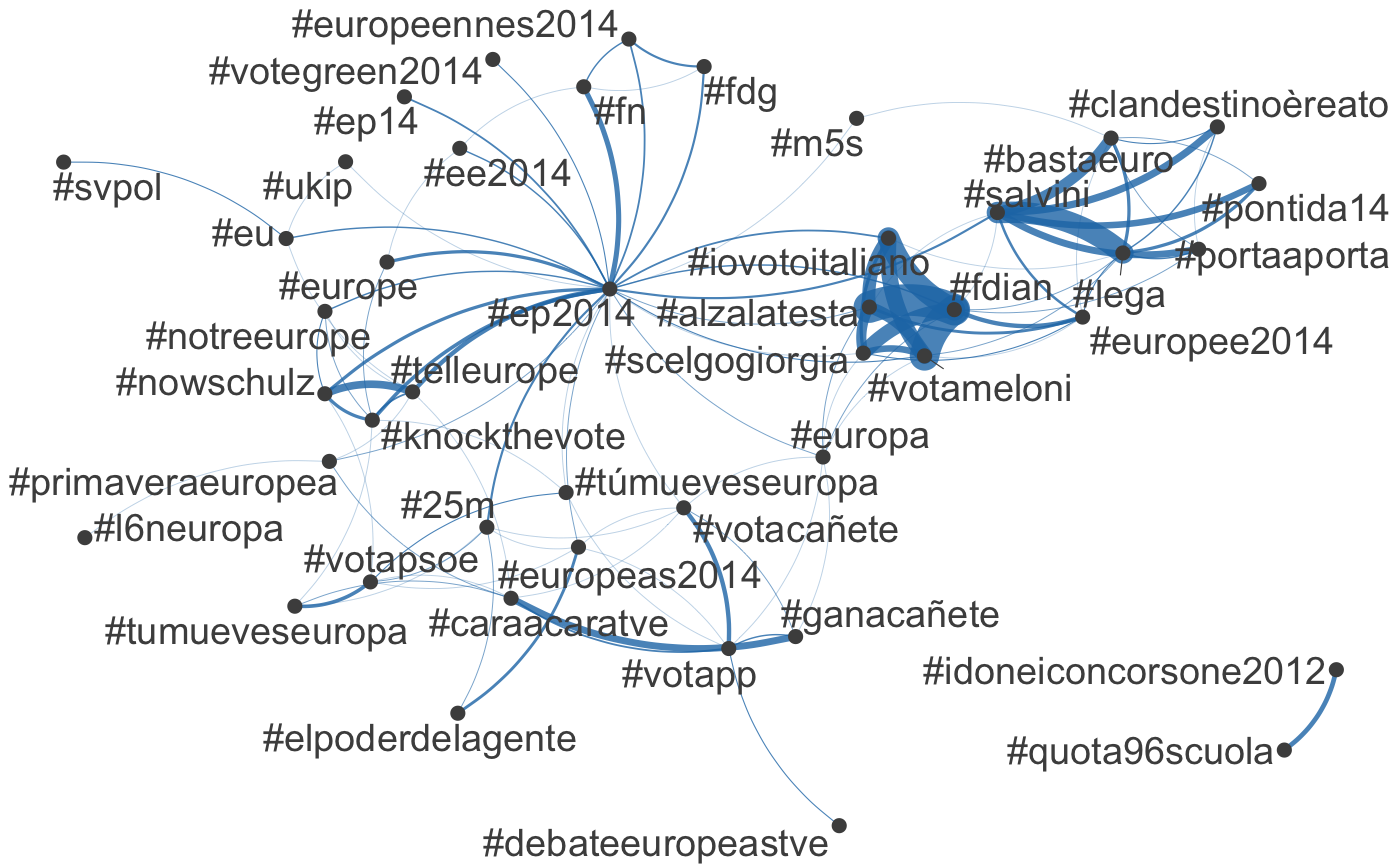 #europeennes2014
#votegreen2014
#fdg
#fn
#clandestinoèreato
#ep14
#m5s
#bastaeuro
#ee2014
#ukip
#svpol
#salvini
#pontida14
#eu
#portaaporta
#iovotoitaliano
#europe
#fdian
#lega
#ep2014
#alzalatesta
#notreeurope
#europee2014
#scelgogiorgia
#telleurope
#nowschulz
#votameloni
#knockthevote
#europa
#primaveraeuropea
#túmueveseuropa
#25m
#l6neuropa
#votacañete
#votapsoe
#europeas2014
#ganacañete
#caraacaratve
#tumueveseuropa
#votapp
#idoneiconcorsone2012
#elpoderdelagente
#quota96scuola
#debateeuropeastve